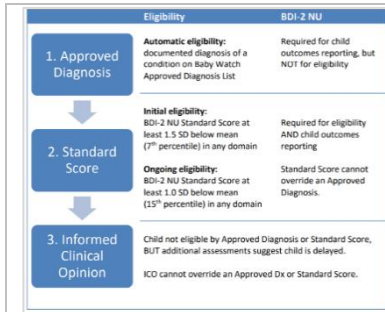 Eligibility
BDI-2 NU
1. Approved
Diagnosis
Automatic eligibility:
documented diagnosis of a
condition on Baby Watch
Approved Diagnosis List
Required for child
outcomes reporting, but
NOT for eligibility
2. Standard
Score
Initial eligibility:
BDI-2 NU Standard Score at
least 1.5 SD below mean
(7th percentile) in any domain
Ongoing eligibility:
BDI-2 NU Standard Score at
least 1.0 SD below mean
(15th percentile) in any domain
Required for eligibility
AND child outcomes
reporting
Standard Score cannot
override an Approved
Diagnosis.
3. Informed
Clinical
Opinion
Child not eligible by Approved Diagnosis or Standard Score,
BUT additional assessments suggest child is delayed.
ICO cannot override an Approved Dx or Standard Score.